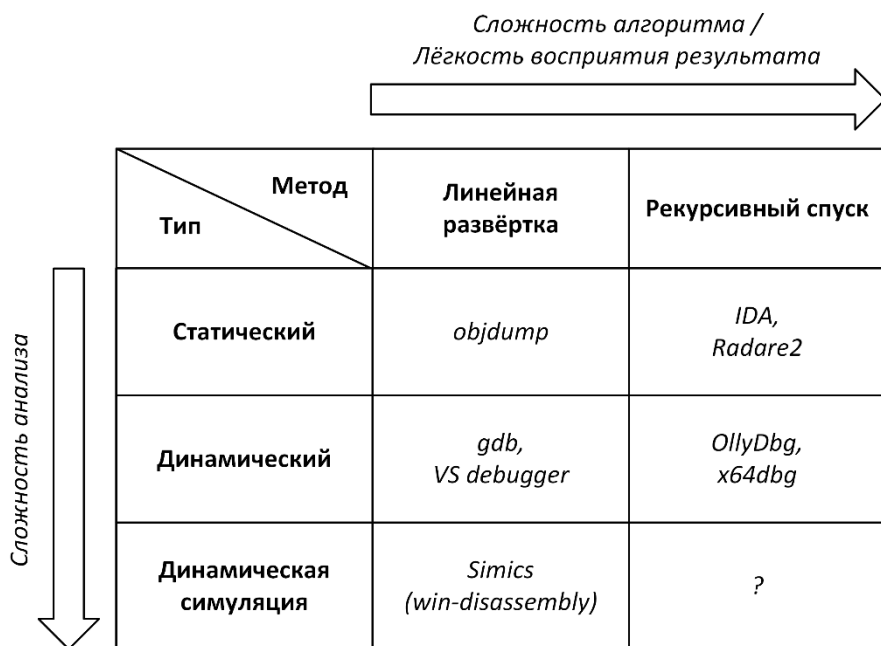 Сложность алгоритма /
Лёгкость восприятия результата
Метод
Тип
Линейная
развёртка
Рекурсивный спуск
Сложность анализа
Статический
objdump
IDA,
Radare2
Динамический
gdb,
VS debugger
OllyDbg,
x64dbg
Динамическая
симуляция
Simics
(win-disassembly)
?